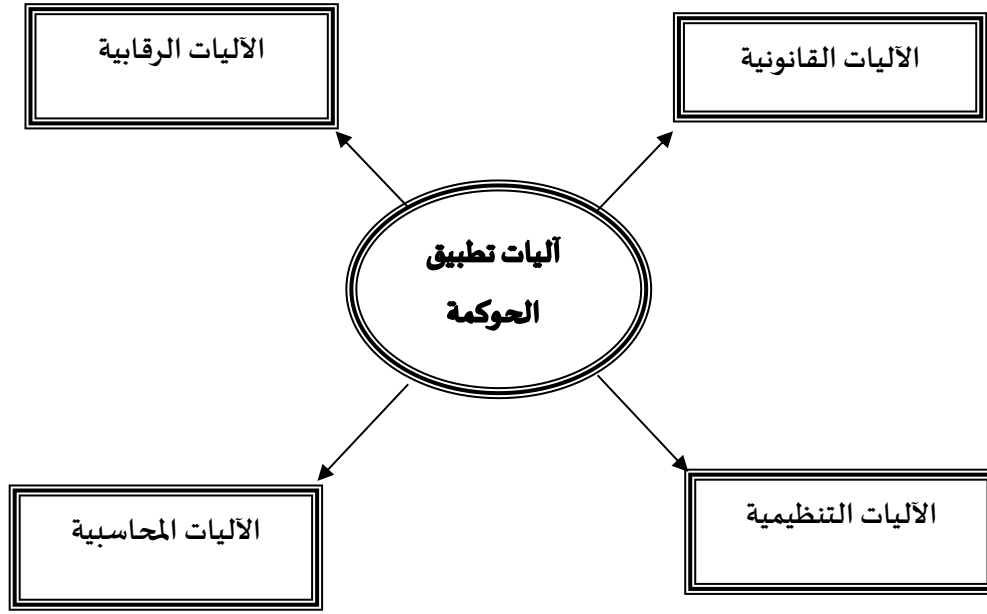 الآليات القانونية
الآليات الرقابية
آليات تطبيق
الحوكمة
الآليات التنظيمية
الآليات المحاسبية